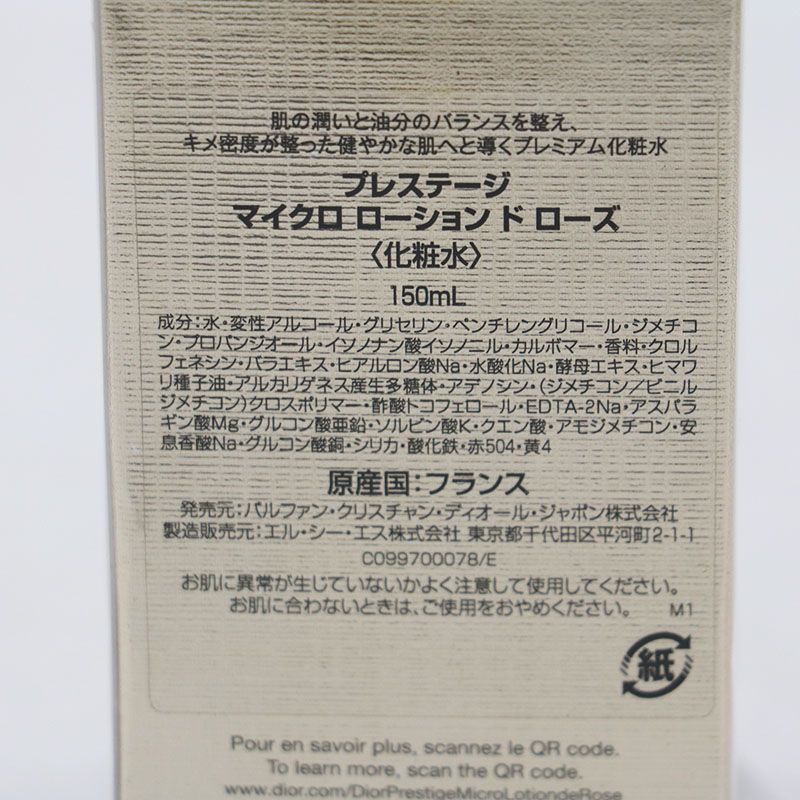 肌の潤いと油分のバランスを整え、
キメ密度が整った健やかな肌へと導くプレミアム化粧水
プレステージ
マイクロ ローション ド ローズ
〈化粧水〉
150mL
成分：水・変性アルコール・グリセリン・ペンチレングリコール・ジメチコ
ン・プロパンジオール・イソノナン酸イソノニル・カルボマー・香料・クロル
フェネシン・バラエキス・ヒアルロン酸Na・水酸化Na・酵母エキス・ヒマワ
リ種子油・アルカリゲネス産生多糖体・アデノシン・（ジメチコン／ビニル
ジメチコン）クロスポリマー・酢酸トコフェロール・EDTA-2Na・アスパラ
ギン酸Mg・グルコン酸亜鉛・ソルビン酸K・クエン酸・アモジメチコン・安
息香酸Na・グルコン酸銅・シリカ・酸化鉄・赤504・黄4
原産国：フランス
発売元：パルファン・クリスチャン・ディオール・ジャポン株式会社
製造販売元：エル・シー・エス株式会社 東京都千代田区平河町2-1-1
C099700078/E
お肌に異常が生じていないかよく注意して使用してください。
お肌に合わないときは、ご使用をおやめください。 M1
紙
Pour en savoir plus, scannez le QR code.
To learn more, scan the QR code.
www.dior.com/DiorPrestigeMicroLotiondeRose